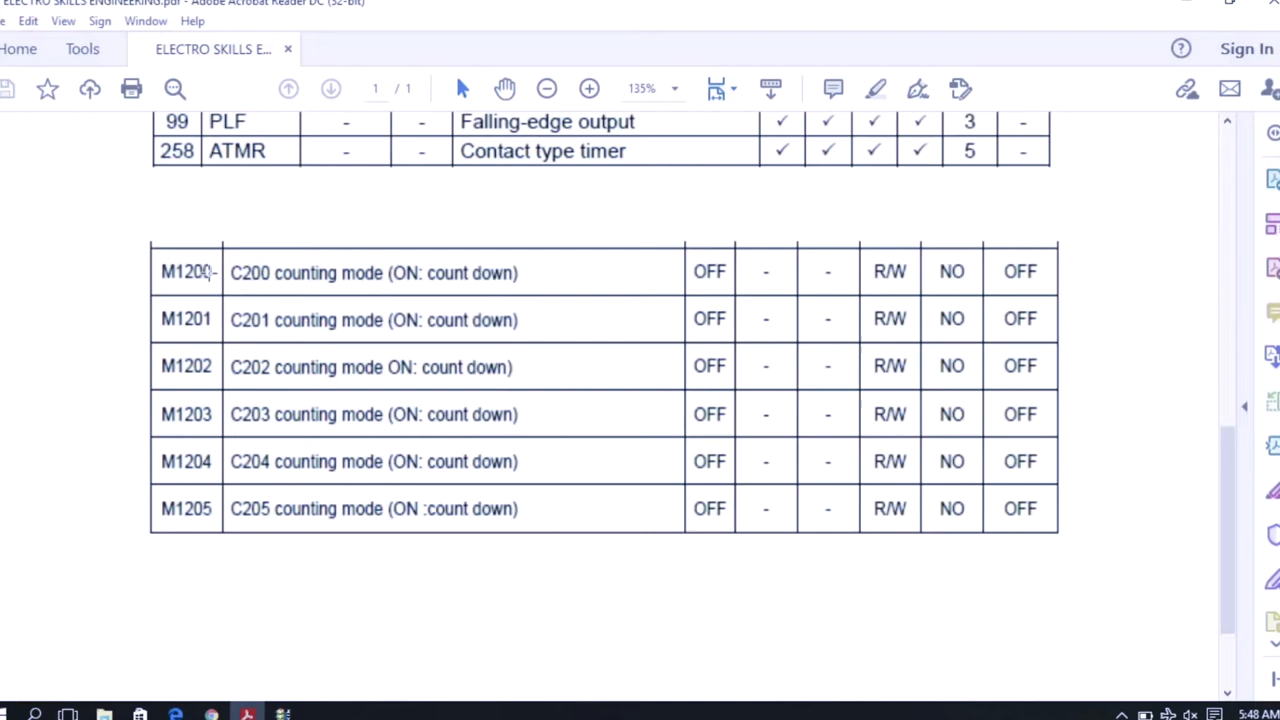 ELECTRO SKILLS ENGINEERING.pdf - Adobe Acrobat Reader DC (32-bit)
Edit View Sign Window Help
Home Tools ELECTRO SKILLS E... × Sign In
1 / 1 135%
99 PLF - - Falling-edge output ✓ ✓ ✓ ✓ 3 -
258 ATMR - - Contact type timer ✓ ✓ ✓ ✓ 5 -
M1200 C200 counting mode (ON: count down) OFF - - R/W NO OFF
M1201 C201 counting mode (ON: count down) OFF - - R/W NO OFF
M1202 C202 counting mode ON: count down) OFF - - R/W NO OFF
M1203 C203 counting mode (ON: count down) OFF - - R/W NO OFF
M1204 C204 counting mode (ON: count down) OFF - - R/W NO OFF
M1205 C205 counting mode (ON :count down) OFF - - R/W NO OFF
5:48 AM